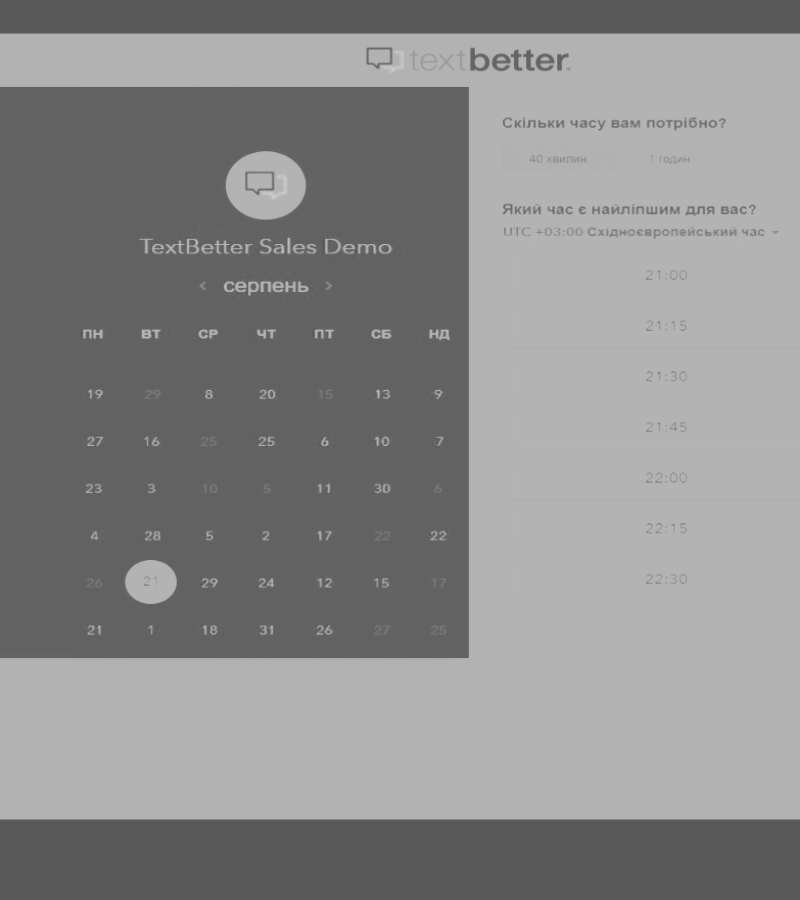 textbetter.
TextBetter Sales Demo
< серпень >
ПН ВТ СР ЧТ ПТ СБ НД
19 29 8 20 15 13 9
27 16 25 25 6 10 7
23 3 10 5 11 30 6
4 28 5 2 17 22 22
26 21 29 24 12 15 17
21 1 18 31 26 27 25
Скільки часу вам потрібно?
40 хвилин 1 годин
Який час є найліпшим для вас?
UTC +03:00 Східноєвропейський час
21:00
21:15
21:30
21:45
22:00
22:15
22:30